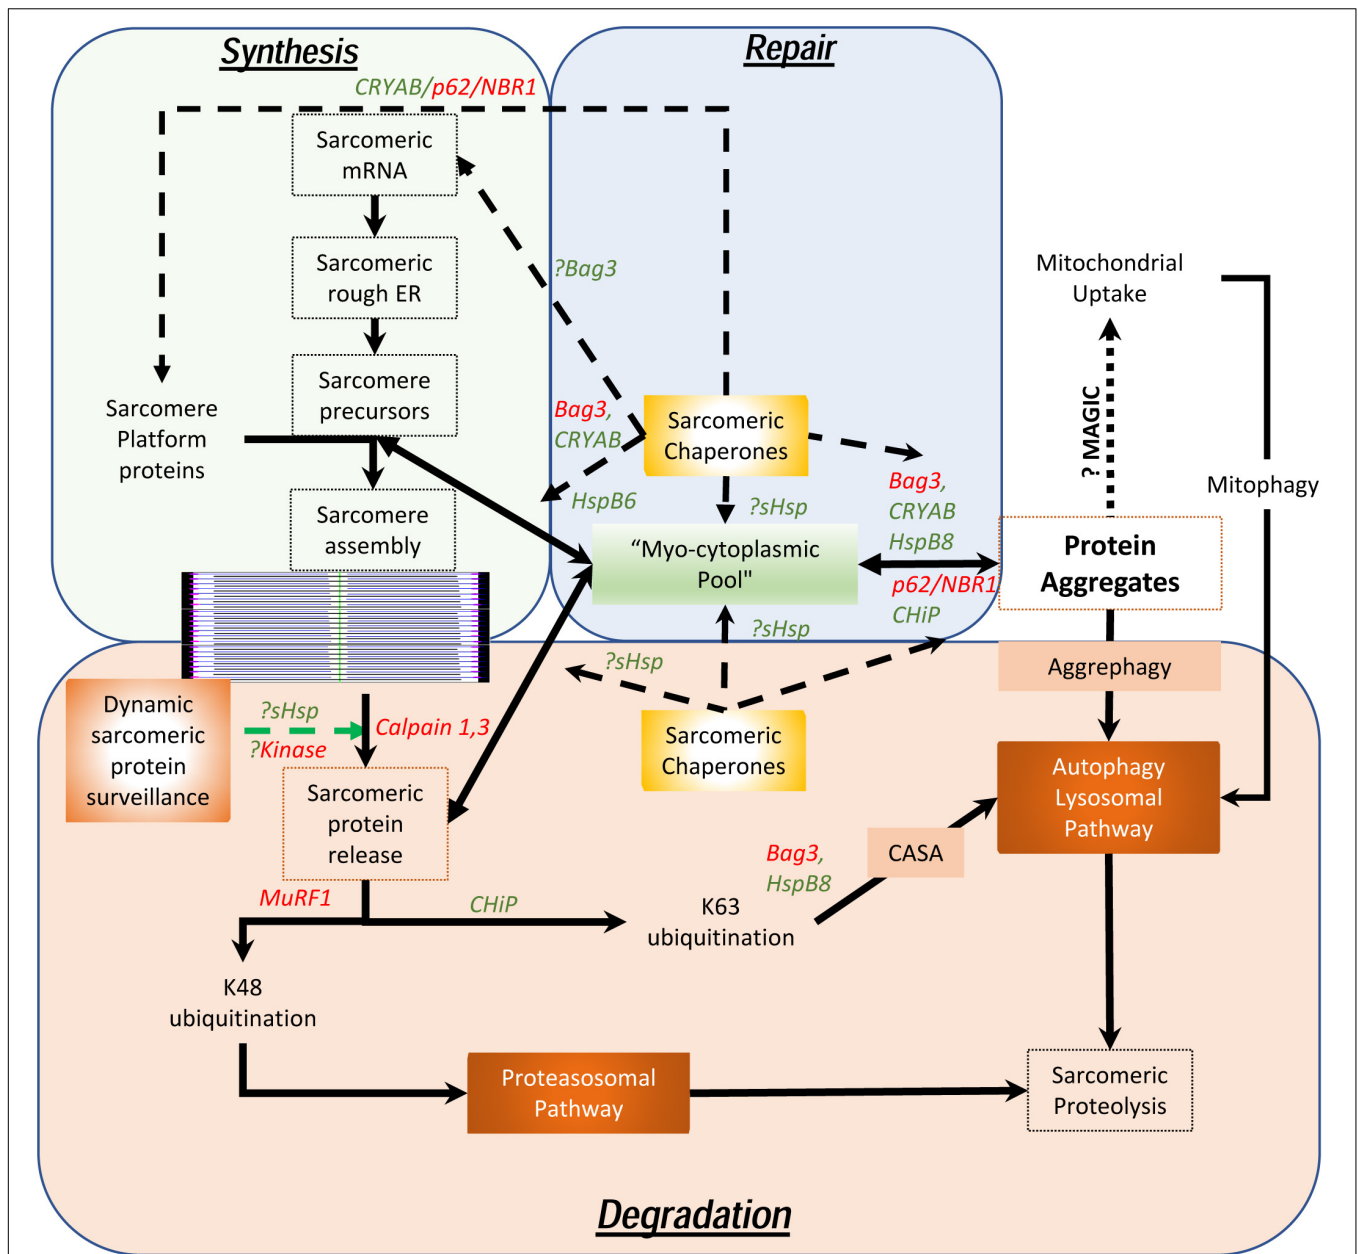 Synthesis
Repair
CRYAB/p62/NBR1
Sarcomeric
mRNA
?Bag3
Sarcomeric
rough ER
Mitochondrial
Uptake
Sarcomere
precursors
Sarcomere
Platform
proteins
Bag3,
CRYAB
HspB6
Sarcomeric
Chaperones
? MAGIC
Mitophagy
Bag3,
CRYAB
HspB8
?sHsp
Sarcomere
assembly
“Myo-cytoplasmic
Pool"
p62/NBR1
CHiP
Protein
Aggregates
?sHsp
?sHsp
Aggrephagy
Dynamic
sarcomeric
protein
surveillance
?sHsp
?Kinase
Calpain 1,3
Sarcomeric
Chaperones
Sarcomeric
protein
release
Autophagy
Lysosomal
Pathway
CASA
Bag3,
HspB8
MuRF1
CHiP
K63
ubiquitination
K48
ubiquitination
Proteasosomal
Pathway
Sarcomeric
Proteolysis
Degradation